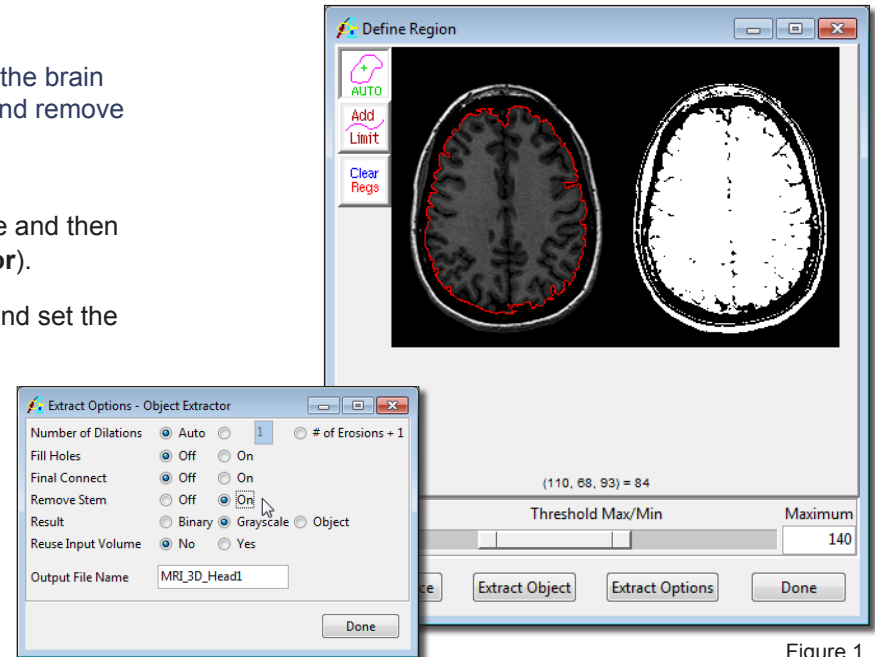 the brain
nd remove
e and then
or).
nd set the
Define Region
AUTO
Add
Limit
Clear
Regs
(110, 68, 93) = 84
Threshold Max/Min
Maximum
140
ce
Extract Object
Extract Options
Done
Extract Options - Object Extractor
Number of Dilations Auto 1 # of Erosions + 1
Fill Holes Off On
Final Connect Off On
Remove Stem Off On
Result Binary Grayscale Object
Reuse Input Volume No Yes
Output File Name MRI_3D_Head1
Done
Figure 1